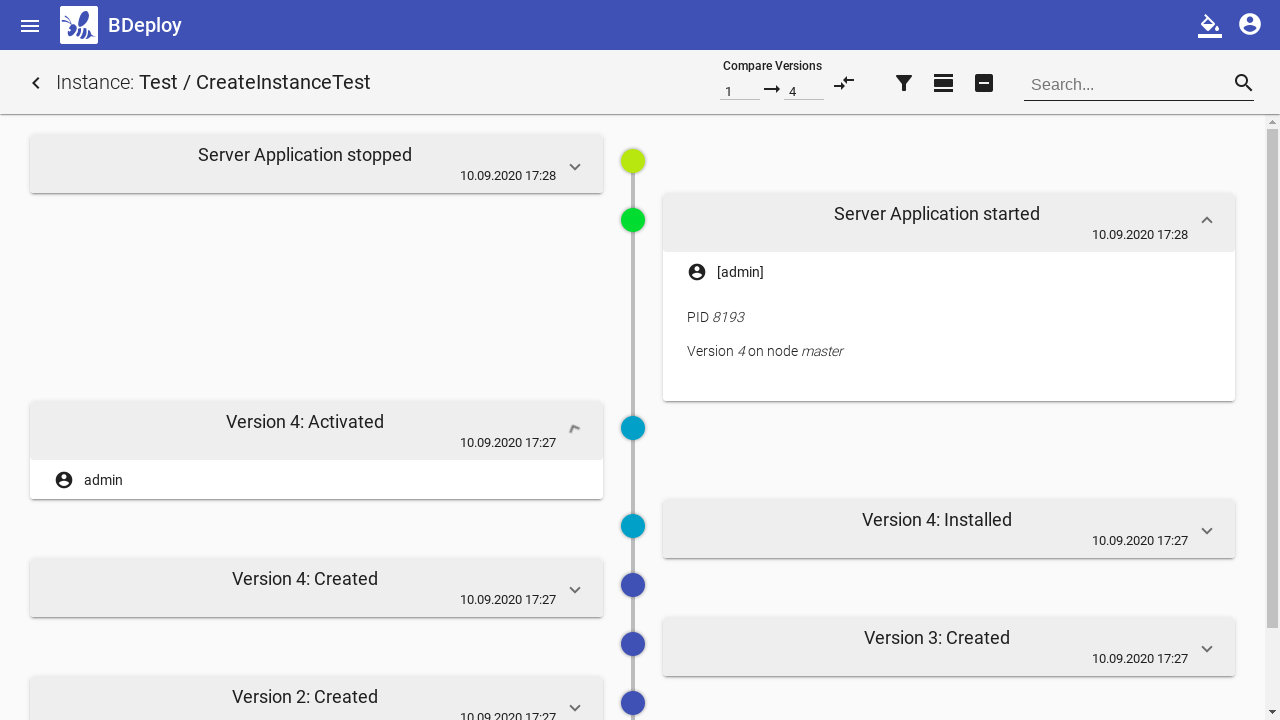 BDeploy
Instance: Test / CreateInstanceTest
Compare Versions
1
4
Search...
Server Application stopped
10.09.2020 17:28
Server Application started
10.09.2020 17:28
[admin]
PID 8193
Version 4 on node master
Version 4: Activated
10.09.2020 17:27
admin
Version 4: Installed
10.09.2020 17:27
Version 4: Created
10.09.2020 17:27
Version 3: Created
10.09.2020 17:27
Version 2: Created
10.09.2020 17:27